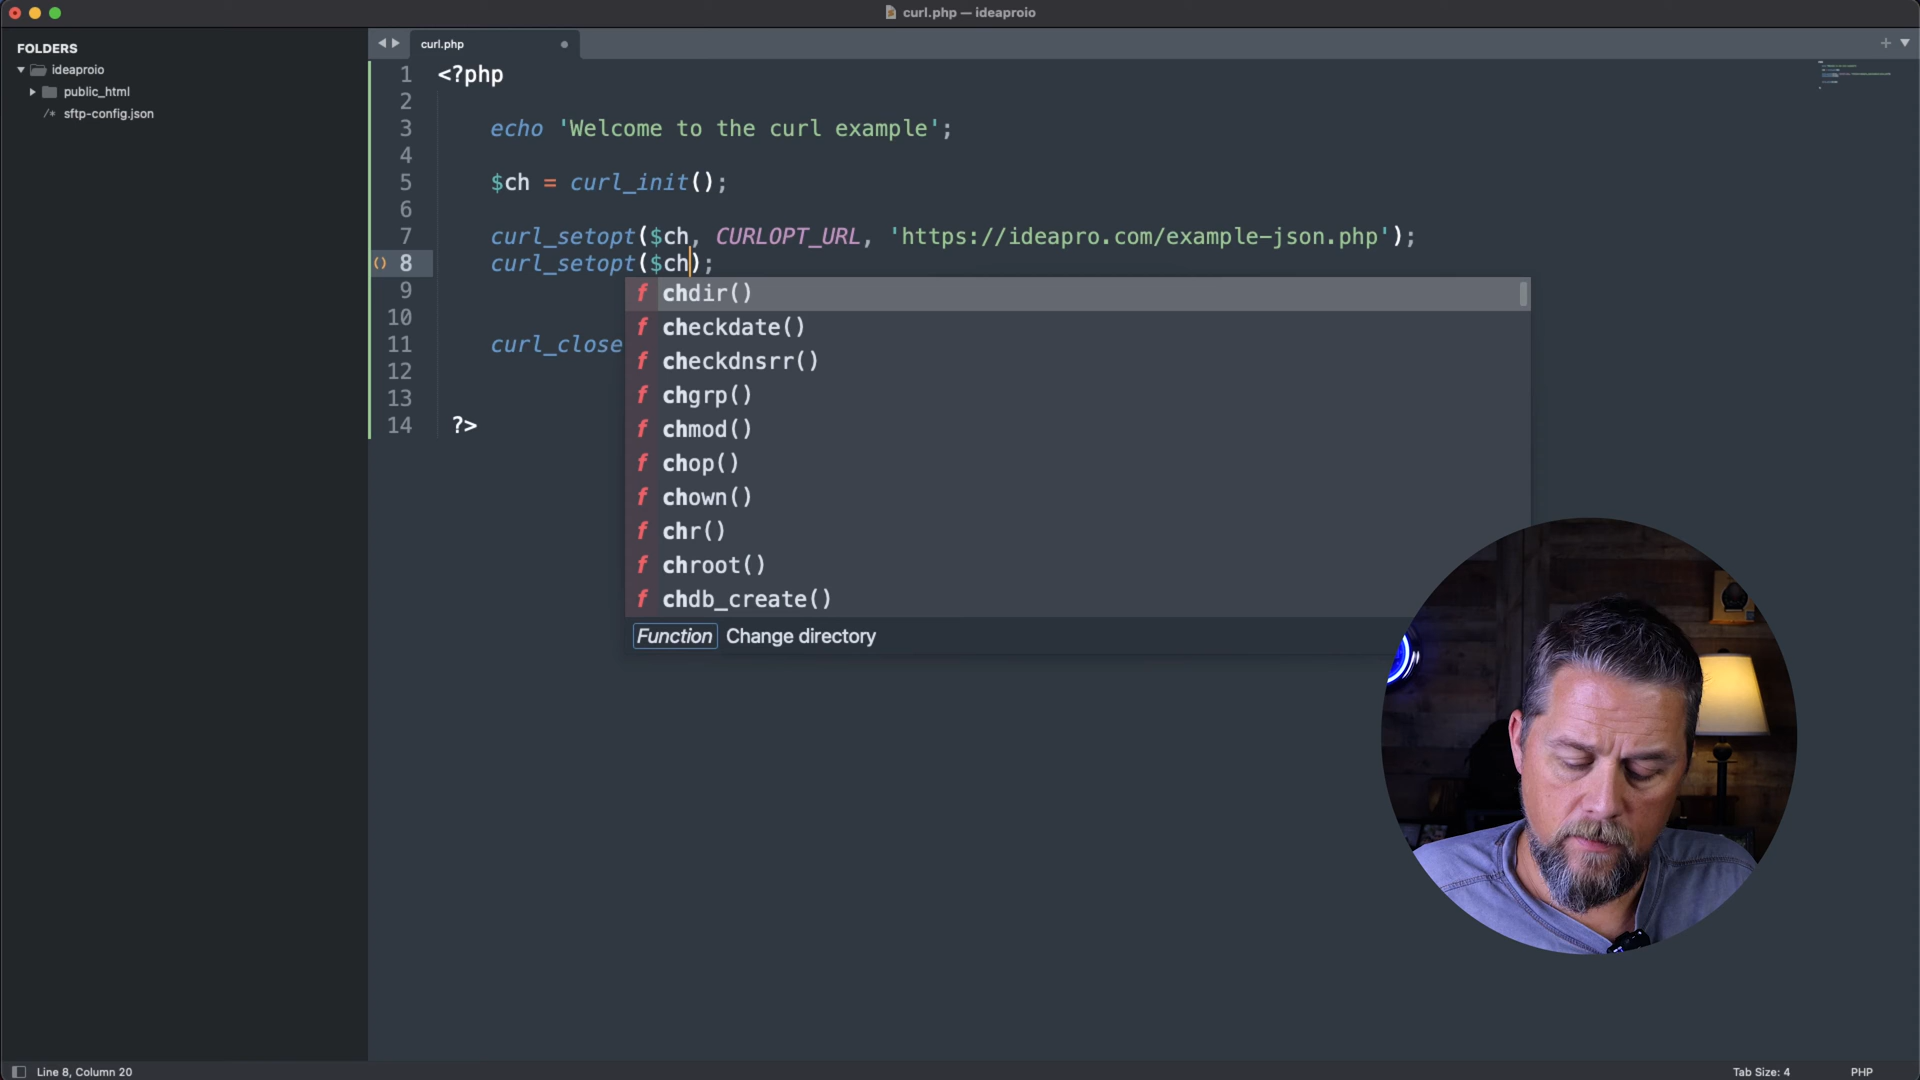 curl.php — ideaproio
FOLDERS
ideaproio
public_html
/* sftp-config.json
curl.php
1 <?php
2
3 echo 'Welcome to the curl example';
4
5 $ch = curl_init();
6
7 curl_setopt($ch, CURLOPT_URL, 'https://ideapro.com/example-json.php');
() 8 curl_setopt($ch);
9
10
11 curl_close
12
13
14 ?>
f chdir()
f checkdate()
f checkdnsrr()
f chgrp()
f chmod()
f chop()
f chown()
f chr()
f chroot()
f chdb_create()
Function Change directory
Line 8, Column 20
Tab Size: 4
PHP